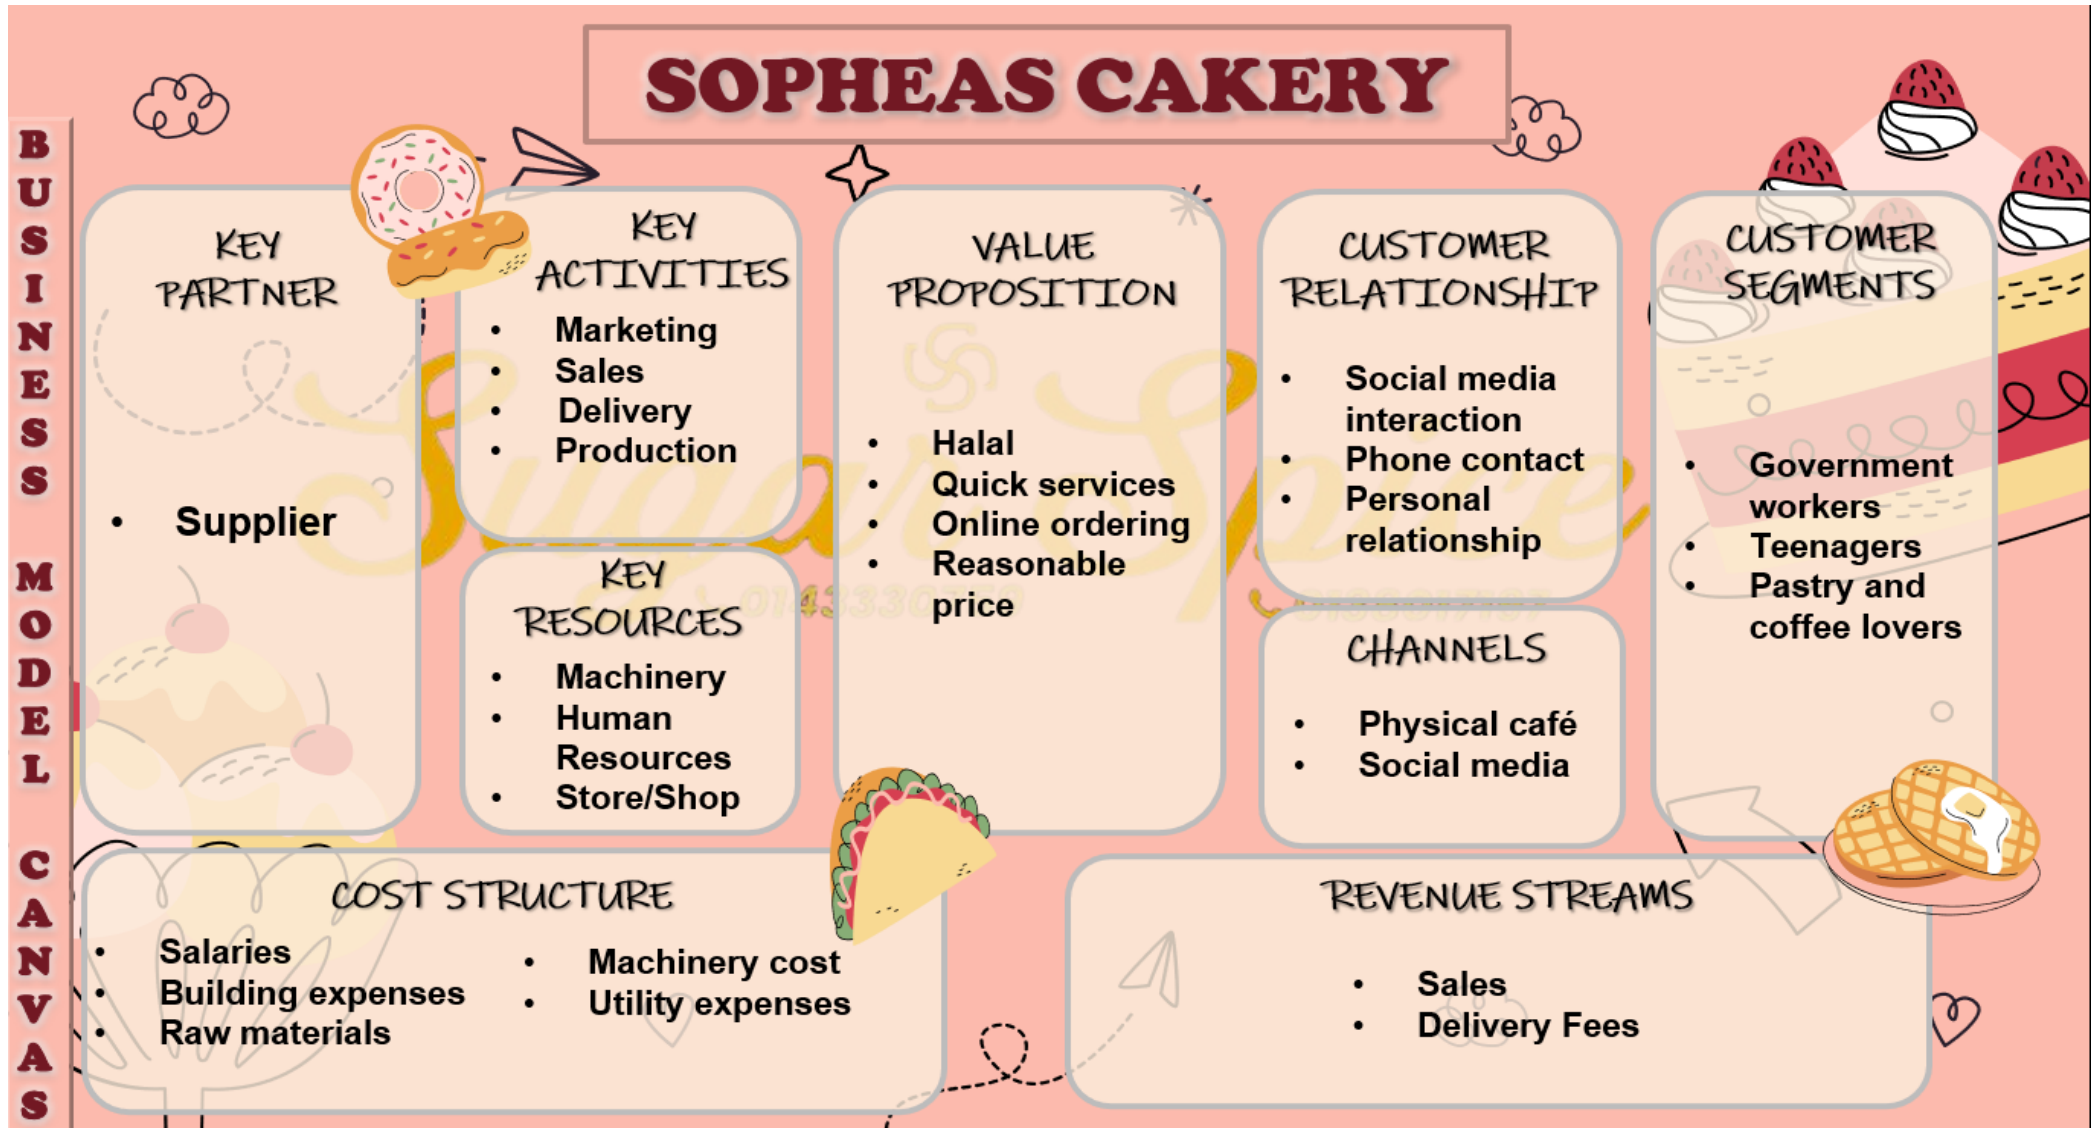 SOPHEAS CAKERY
BUSINESS MODEL CANVAS
KEY
PARTNER
• Supplier
KEY
ACTIVITIES
• Marketing
• Sales
• Delivery
• Production
KEY
RESOURCES
• Machinery
• Human
Resources
• Store/Shop
VALUE
PROPOSITION
• Halal
• Quick services
• Online ordering
• Reasonable
price
CUSTOMER
RELATIONSHIP
• Social media
interaction
• Phone contact
• Personal
relationship
CHANNELS
• Physical café
• Social media
CUSTOMER
SEGMENTS
• Government
workers
• Teenagers
• Pastry and
coffee lovers
COST STRUCTURE
• Salaries
• Building expenses
• Raw materials
• Machinery cost
• Utility expenses
REVENUE STREAMS
• Sales
• Delivery Fees
Sugar Spice